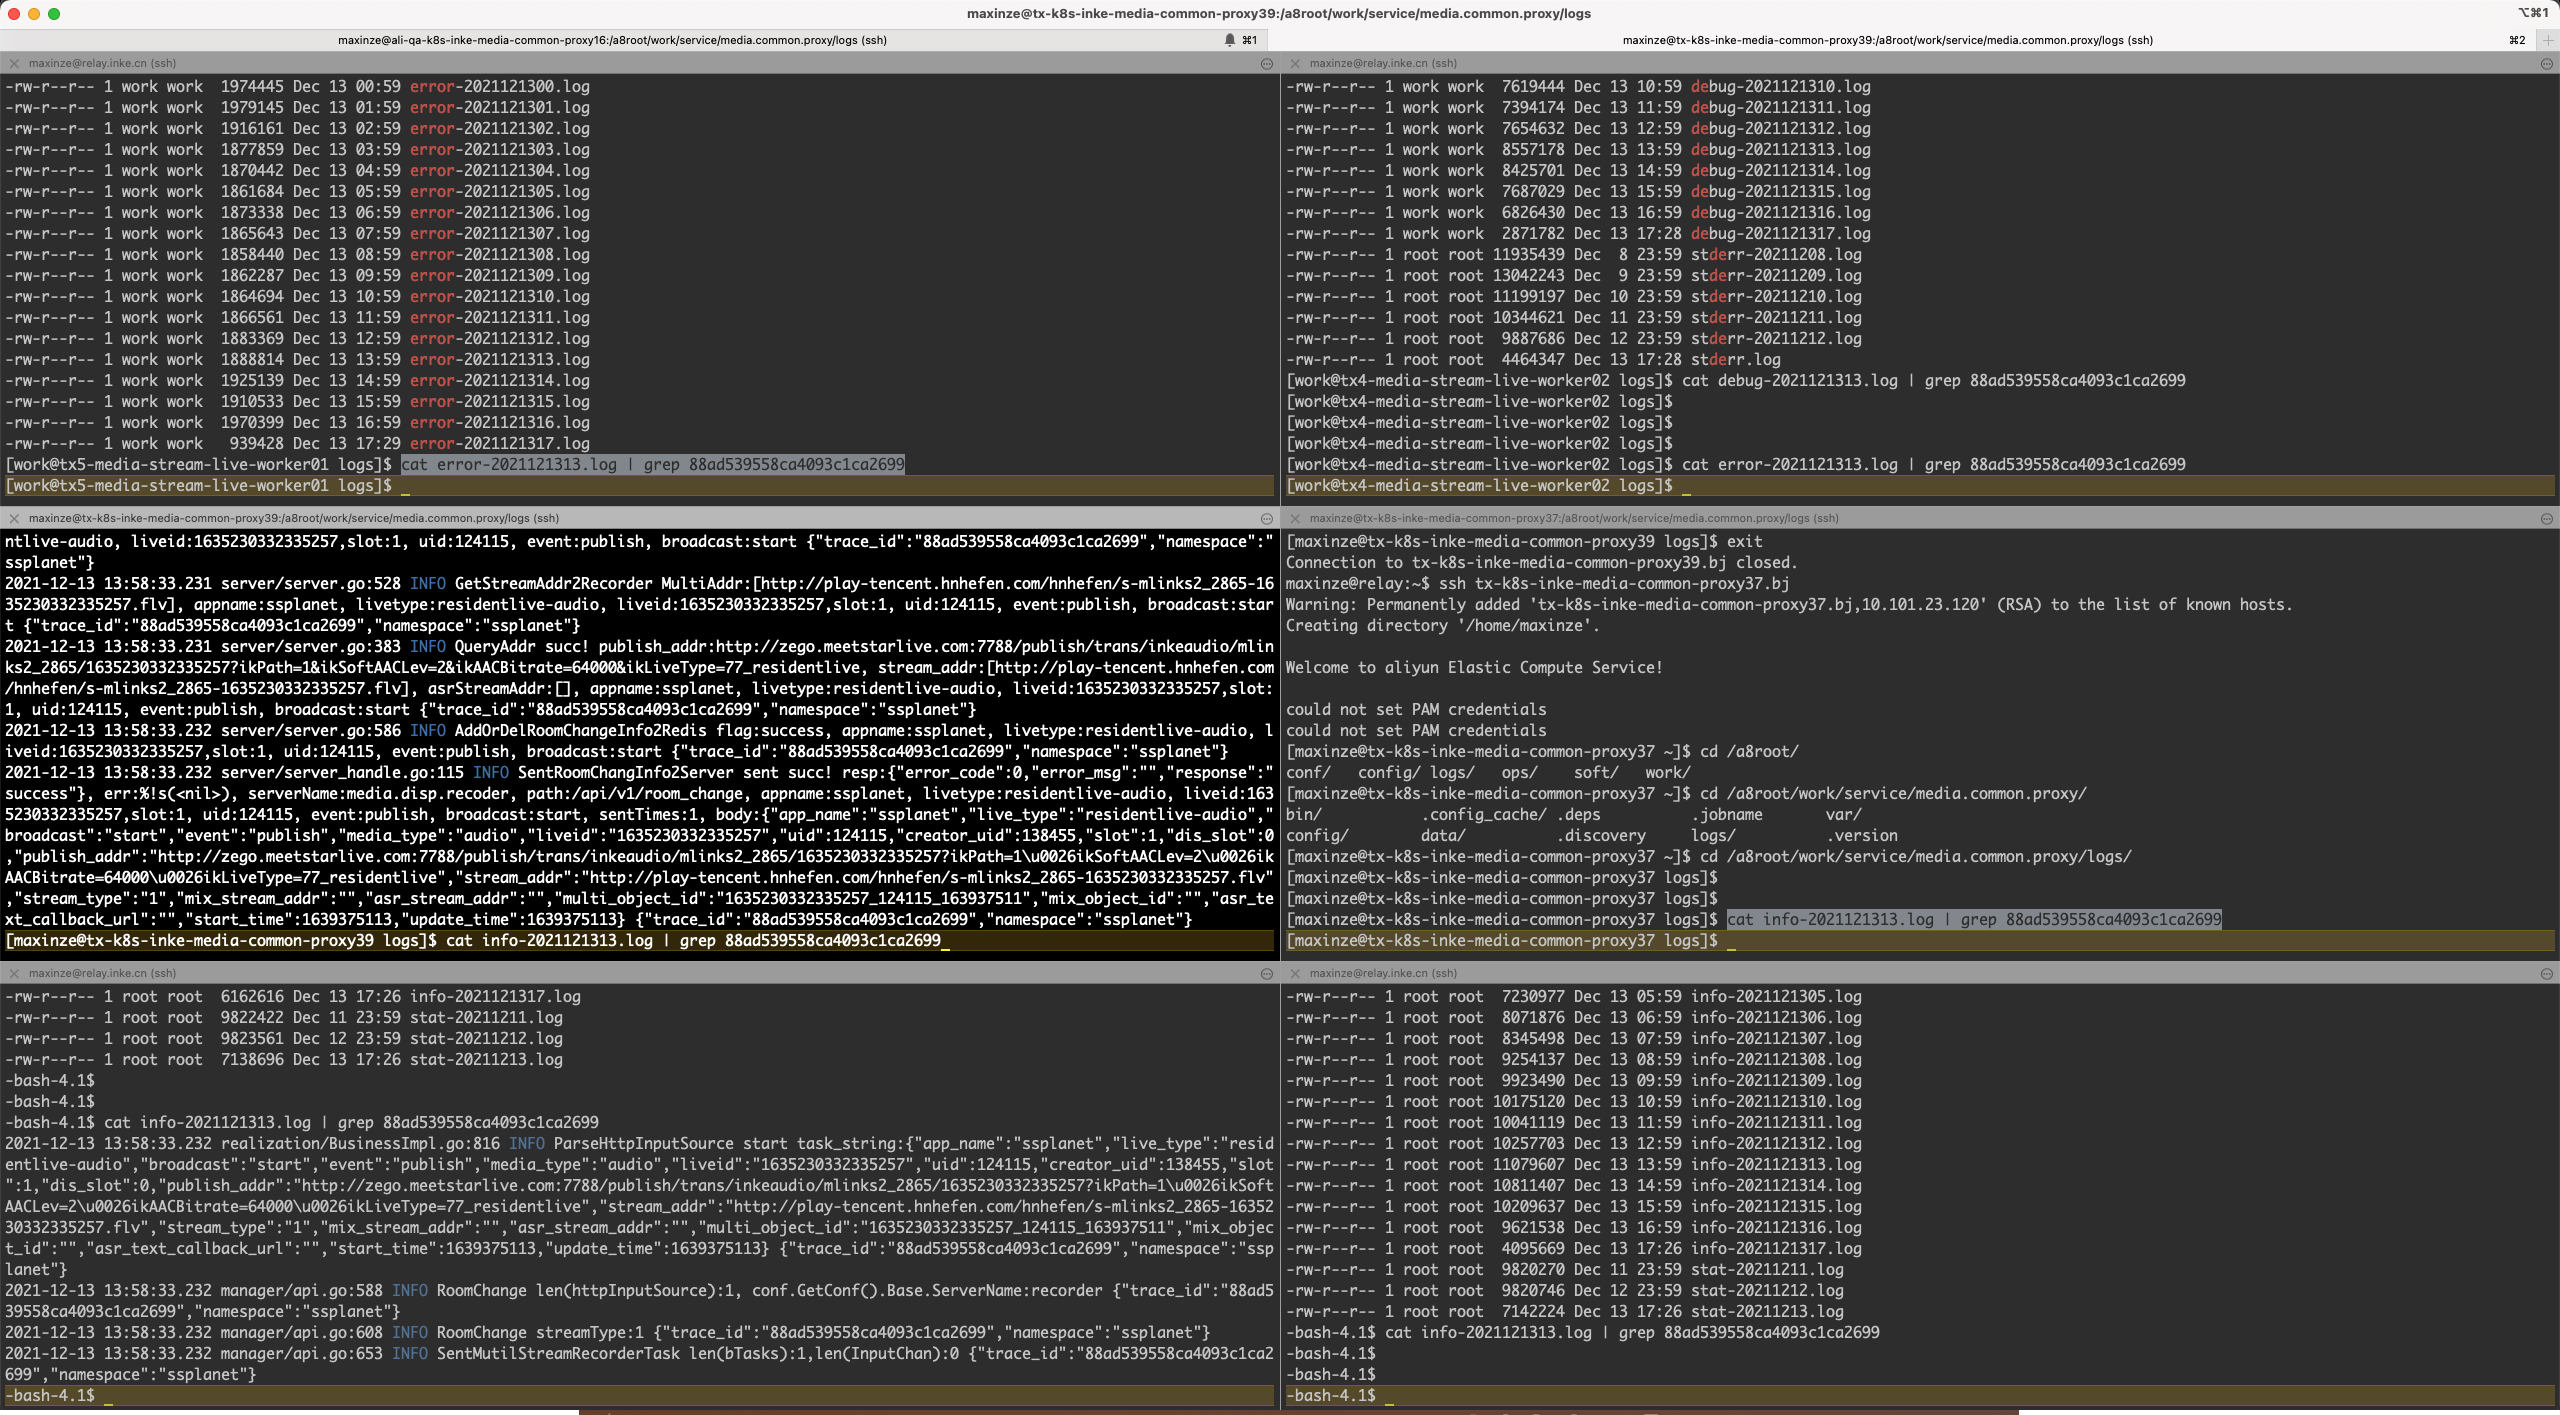 maxinze@tx-k8s-inke-media-common-proxy39:/a8root/work/service/media.common.proxy/logs
⌥⌘1
maxinze@ali-qa-k8s-inke-media-common-proxy16:/a8root/work/service/media.common.proxy/logs (ssh)
⌘1
maxinze@tx-k8s-inke-media-common-proxy39:/a8root/work/service/media.common.proxy/logs (ssh)
⌘2
maxinze@relay.inke.cn (ssh)
-rw-r--r-- 1 work work  1974445 Dec 13 00:59 error-2021121300.log
-rw-r--r-- 1 work work  1979145 Dec 13 01:59 error-2021121301.log
-rw-r--r-- 1 work work  1916161 Dec 13 02:59 error-2021121302.log
-rw-r--r-- 1 work work  1877859 Dec 13 03:59 error-2021121303.log
-rw-r--r-- 1 work work  1870442 Dec 13 04:59 error-2021121304.log
-rw-r--r-- 1 work work  1861684 Dec 13 05:59 error-2021121305.log
-rw-r--r-- 1 work work  1873338 Dec 13 06:59 error-2021121306.log
-rw-r--r-- 1 work work  1865643 Dec 13 07:59 error-2021121307.log
-rw-r--r-- 1 work work  1858440 Dec 13 08:59 error-2021121308.log
-rw-r--r-- 1 work work  1862287 Dec 13 09:59 error-2021121309.log
-rw-r--r-- 1 work work  1864694 Dec 13 10:59 error-2021121310.log
-rw-r--r-- 1 work work  1866561 Dec 13 11:59 error-2021121311.log
-rw-r--r-- 1 work work  1883369 Dec 13 12:59 error-2021121312.log
-rw-r--r-- 1 work work  1888814 Dec 13 13:59 error-2021121313.log
-rw-r--r-- 1 work work  1925139 Dec 13 14:59 error-2021121314.log
-rw-r--r-- 1 work work  1910533 Dec 13 15:59 error-2021121315.log
-rw-r--r-- 1 work work  1970399 Dec 13 16:59 error-2021121316.log
-rw-r--r-- 1 work work   939428 Dec 13 17:29 error-2021121317.log
[work@tx5-media-stream-live-worker01 logs]$ cat error-2021121313.log | grep 88ad539558ca4093c1ca2699
[work@tx5-media-stream-live-worker01 logs]$
maxinze@relay.inke.cn (ssh)
-rw-r--r-- 1 work work  7619444 Dec 13 10:59 debug-2021121310.log
-rw-r--r-- 1 work work  7394174 Dec 13 11:59 debug-2021121311.log
-rw-r--r-- 1 work work  7654632 Dec 13 12:59 debug-2021121312.log
-rw-r--r-- 1 work work  8557178 Dec 13 13:59 debug-2021121313.log
-rw-r--r-- 1 work work  8425701 Dec 13 14:59 debug-2021121314.log
-rw-r--r-- 1 work work  7687029 Dec 13 15:59 debug-2021121315.log
-rw-r--r-- 1 work work  6826430 Dec 13 16:59 debug-2021121316.log
-rw-r--r-- 1 work work  2871782 Dec 13 17:28 debug-2021121317.log
-rw-r--r-- 1 root root 11935439 Dec  8 23:59 stderr-20211208.log
-rw-r--r-- 1 root root 13042243 Dec  9 23:59 stderr-20211209.log
-rw-r--r-- 1 root root 11199197 Dec 10 23:59 stderr-20211210.log
-rw-r--r-- 1 root root 10344621 Dec 11 23:59 stderr-20211211.log
-rw-r--r-- 1 root root  9887686 Dec 12 23:59 stderr-20211212.log
-rw-r--r-- 1 root root  4464347 Dec 13 17:28 stderr.log
[work@tx4-media-stream-live-worker02 logs]$ cat debug-2021121313.log | grep 88ad539558ca4093c1ca2699
[work@tx4-media-stream-live-worker02 logs]$
[work@tx4-media-stream-live-worker02 logs]$
[work@tx4-media-stream-live-worker02 logs]$
[work@tx4-media-stream-live-worker02 logs]$ cat error-2021121313.log | grep 88ad539558ca4093c1ca2699
[work@tx4-media-stream-live-worker02 logs]$
maxinze@tx-k8s-inke-media-common-proxy39:/a8root/work/service/media.common.proxy/logs (ssh)
ntlive-audio, liveid:1635230332335257,slot:1, uid:124115, event:publish, broadcast:start {"trace_id":"88ad539558ca4093c1ca2699","namespace":"
ssplanet"}
2021-12-13 13:58:33.231 server/server.go:528 INFO GetStreamAddr2Recorder MultiAddr:[http://play-tencent.hnhefen.com/hnhefen/s-mlinks2_2865-16
35230332335257.flv], appname:ssplanet, livetype:residentlive-audio, liveid:1635230332335257,slot:1, uid:124115, event:publish, broadcast:star
t {"trace_id":"88ad539558ca4093c1ca2699","namespace":"ssplanet"}
2021-12-13 13:58:33.231 server/server.go:383 INFO QueryAddr succ! publish_addr:http://zego.meetstarlive.com:7788/publish/trans/inkeaudio/mlin
ks2_2865/1635230332335257?ikPath=1&ikSoftAACLev=2&ikAACBitrate=64000&ikLiveType=77_residentlive, stream_addr:[http://play-tencent.hnhefen.com
/hnhefen/s-mlinks2_2865-1635230332335257.flv], asrStreamAddr:[], appname:ssplanet, livetype:residentlive-audio, liveid:1635230332335257,slot:
1, uid:124115, event:publish, broadcast:start {"trace_id":"88ad539558ca4093c1ca2699","namespace":"ssplanet"}
2021-12-13 13:58:33.232 server/server.go:586 INFO AddOrDelRoomChangeInfo2Redis flag:success, appname:ssplanet, livetype:residentlive-audio, l
iveid:1635230332335257,slot:1, uid:124115, event:publish, broadcast:start {"trace_id":"88ad539558ca4093c1ca2699","namespace":"ssplanet"}
2021-12-13 13:58:33.232 server/server_handle.go:115 INFO SentRoomChangInfo2Server sent succ! resp:{"error_code":0,"error_msg":"","response":"
success"}, err:%!s(<nil>), serverName:media.disp.recoder, path:/api/v1/room_change, appname:ssplanet, livetype:residentlive-audio, liveid:163
5230332335257,slot:1, uid:124115, event:publish, broadcast:start, sentTimes:1, body:{"app_name":"ssplanet","live_type":"residentlive-audio","
broadcast":"start","event":"publish","media_type":"audio","liveid":"1635230332335257","uid":124115,"creator_uid":138455,"slot":1,"dis_slot":0
,"publish_addr":"http://zego.meetstarlive.com:7788/publish/trans/inkeaudio/mlinks2_2865/1635230332335257?ikPath=1\u0026ikSoftAACLev=2\u0026ik
AACBitrate=64000\u0026ikLiveType=77_residentlive","stream_addr":"http://play-tencent.hnhefen.com/hnhefen/s-mlinks2_2865-1635230332335257.flv"
,"stream_type":"1","mix_stream_addr":"","asr_stream_addr":"","multi_object_id":"1635230332335257_124115_163937511","mix_object_id":"","asr_te
xt_callback_url":"","start_time":1639375113,"update_time":1639375113} {"trace_id":"88ad539558ca4093c1ca2699","namespace":"ssplanet"}
[maxinze@tx-k8s-inke-media-common-proxy39 logs]$ cat info-2021121313.log | grep 88ad539558ca4093c1ca2699
maxinze@tx-k8s-inke-media-common-proxy37:/a8root/work/service/media.common.proxy/logs (ssh)
[maxinze@tx-k8s-inke-media-common-proxy39 logs]$ exit
Connection to tx-k8s-inke-media-common-proxy39.bj closed.
maxinze@relay:~$ ssh tx-k8s-inke-media-common-proxy37.bj
Warning: Permanently added 'tx-k8s-inke-media-common-proxy37.bj,10.101.23.120' (RSA) to the list of known hosts.
Creating directory '/home/maxinze'.
Welcome to aliyun Elastic Compute Service!
could not set PAM credentials
could not set PAM credentials
[maxinze@tx-k8s-inke-media-common-proxy37 ~]$ cd /a8root/
conf/   config/ logs/   ops/    soft/   work/
[maxinze@tx-k8s-inke-media-common-proxy37 ~]$ cd /a8root/work/service/media.common.proxy/
bin/           .config_cache/ .deps          .jobname       var/
config/        data/          .discovery     logs/          .version
[maxinze@tx-k8s-inke-media-common-proxy37 ~]$ cd /a8root/work/service/media.common.proxy/logs/
[maxinze@tx-k8s-inke-media-common-proxy37 logs]$
[maxinze@tx-k8s-inke-media-common-proxy37 logs]$
[maxinze@tx-k8s-inke-media-common-proxy37 logs]$ cat info-2021121313.log | grep 88ad539558ca4093c1ca2699
[maxinze@tx-k8s-inke-media-common-proxy37 logs]$
maxinze@relay.inke.cn (ssh)
-rw-r--r-- 1 root root  6162616 Dec 13 17:26 info-2021121317.log
-rw-r--r-- 1 root root  9822422 Dec 11 23:59 stat-20211211.log
-rw-r--r-- 1 root root  9823561 Dec 12 23:59 stat-20211212.log
-rw-r--r-- 1 root root  7138696 Dec 13 17:26 stat-20211213.log
-bash-4.1$
-bash-4.1$
-bash-4.1$ cat info-2021121313.log | grep 88ad539558ca4093c1ca2699
2021-12-13 13:58:33.232 realization/BusinessImpl.go:816 INFO ParseHttpInputSource start task_string:{"app_name":"ssplanet","live_type":"resid
entlive-audio","broadcast":"start","event":"publish","media_type":"audio","liveid":"1635230332335257","uid":124115,"creator_uid":138455,"slot
":1,"dis_slot":0,"publish_addr":"http://zego.meetstarlive.com:7788/publish/trans/inkeaudio/mlinks2_2865/1635230332335257?ikPath=1\u0026ikSoft
AACLev=2\u0026ikAACBitrate=64000\u0026ikLiveType=77_residentlive","stream_addr":"http://play-tencent.hnhefen.com/hnhefen/s-mlinks2_2865-16352
30332335257.flv","stream_type":"1","mix_stream_addr":"","asr_stream_addr":"","multi_object_id":"1635230332335257_124115_163937511","mix_objec
t_id":"","asr_text_callback_url":"","start_time":1639375113,"update_time":1639375113} {"trace_id":"88ad539558ca4093c1ca2699","namespace":"ssp
lanet"}
2021-12-13 13:58:33.232 manager/api.go:588 INFO RoomChange len(httpInputSource):1, conf.GetConf().Base.ServerName:recorder {"trace_id":"88ad5
39558ca4093c1ca2699","namespace":"ssplanet"}
2021-12-13 13:58:33.232 manager/api.go:608 INFO RoomChange streamType:1 {"trace_id":"88ad539558ca4093c1ca2699","namespace":"ssplanet"}
2021-12-13 13:58:33.232 manager/api.go:653 INFO SentMutilStreamRecorderTask len(bTasks):1,len(InputChan):0 {"trace_id":"88ad539558ca4093c1ca2
699","namespace":"ssplanet"}
-bash-4.1$
maxinze@relay.inke.cn (ssh)
-rw-r--r-- 1 root root  7230977 Dec 13 05:59 info-2021121305.log
-rw-r--r-- 1 root root  8071876 Dec 13 06:59 info-2021121306.log
-rw-r--r-- 1 root root  8345498 Dec 13 07:59 info-2021121307.log
-rw-r--r-- 1 root root  9254137 Dec 13 08:59 info-2021121308.log
-rw-r--r-- 1 root root  9923490 Dec 13 09:59 info-2021121309.log
-rw-r--r-- 1 root root 10175120 Dec 13 10:59 info-2021121310.log
-rw-r--r-- 1 root root 10041119 Dec 13 11:59 info-2021121311.log
-rw-r--r-- 1 root root 10257703 Dec 13 12:59 info-2021121312.log
-rw-r--r-- 1 root root 11079607 Dec 13 13:59 info-2021121313.log
-rw-r--r-- 1 root root 10811407 Dec 13 14:59 info-2021121314.log
-rw-r--r-- 1 root root 10209637 Dec 13 15:59 info-2021121315.log
-rw-r--r-- 1 root root  9621538 Dec 13 16:59 info-2021121316.log
-rw-r--r-- 1 root root  4095669 Dec 13 17:26 info-2021121317.log
-rw-r--r-- 1 root root  9820270 Dec 11 23:59 stat-20211211.log
-rw-r--r-- 1 root root  9820746 Dec 12 23:59 stat-20211212.log
-rw-r--r-- 1 root root  7142224 Dec 13 17:26 stat-20211213.log
-bash-4.1$ cat info-2021121313.log | grep 88ad539558ca4093c1ca2699
-bash-4.1$
-bash-4.1$
-bash-4.1$